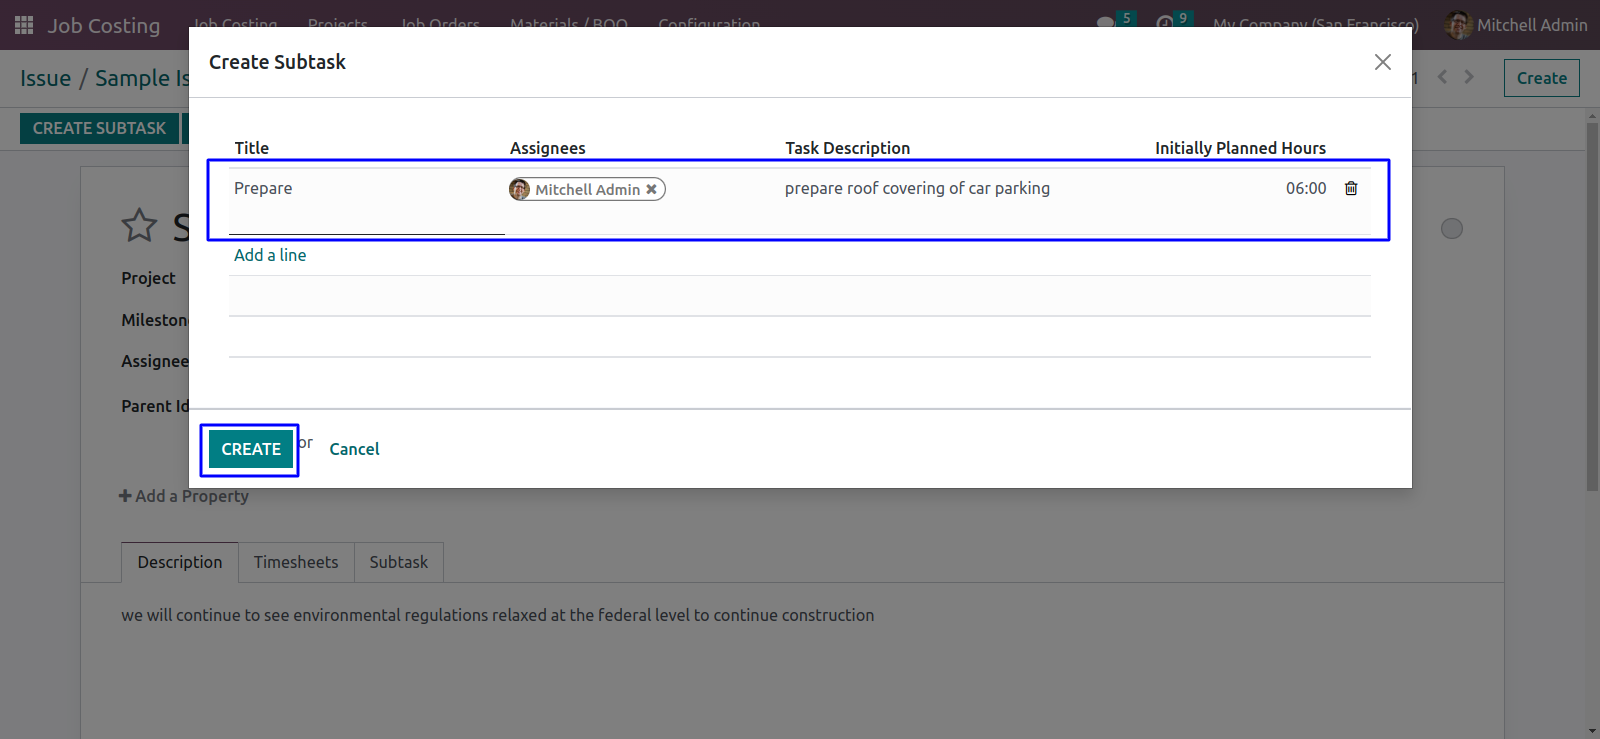 Job Costing Job Costing Projects Job Orders Materials / BOQ Configuration 5 9 My Company (San Francisco) Mitchell Admin
Create Subtask
Issue / Sample Is
1
Create
CREATE SUBTASK
Title Assignees Task Description Initially Planned Hours
Prepare Mitchell Admin prepare roof covering of car parking 06:00
S
Add a line
Project
Milestone
Assignee
Parent Id
CREATE or Cancel
Add a Property
Description Timesheets Subtask
we will continue to see environmental regulations relaxed at the federal level to continue construction